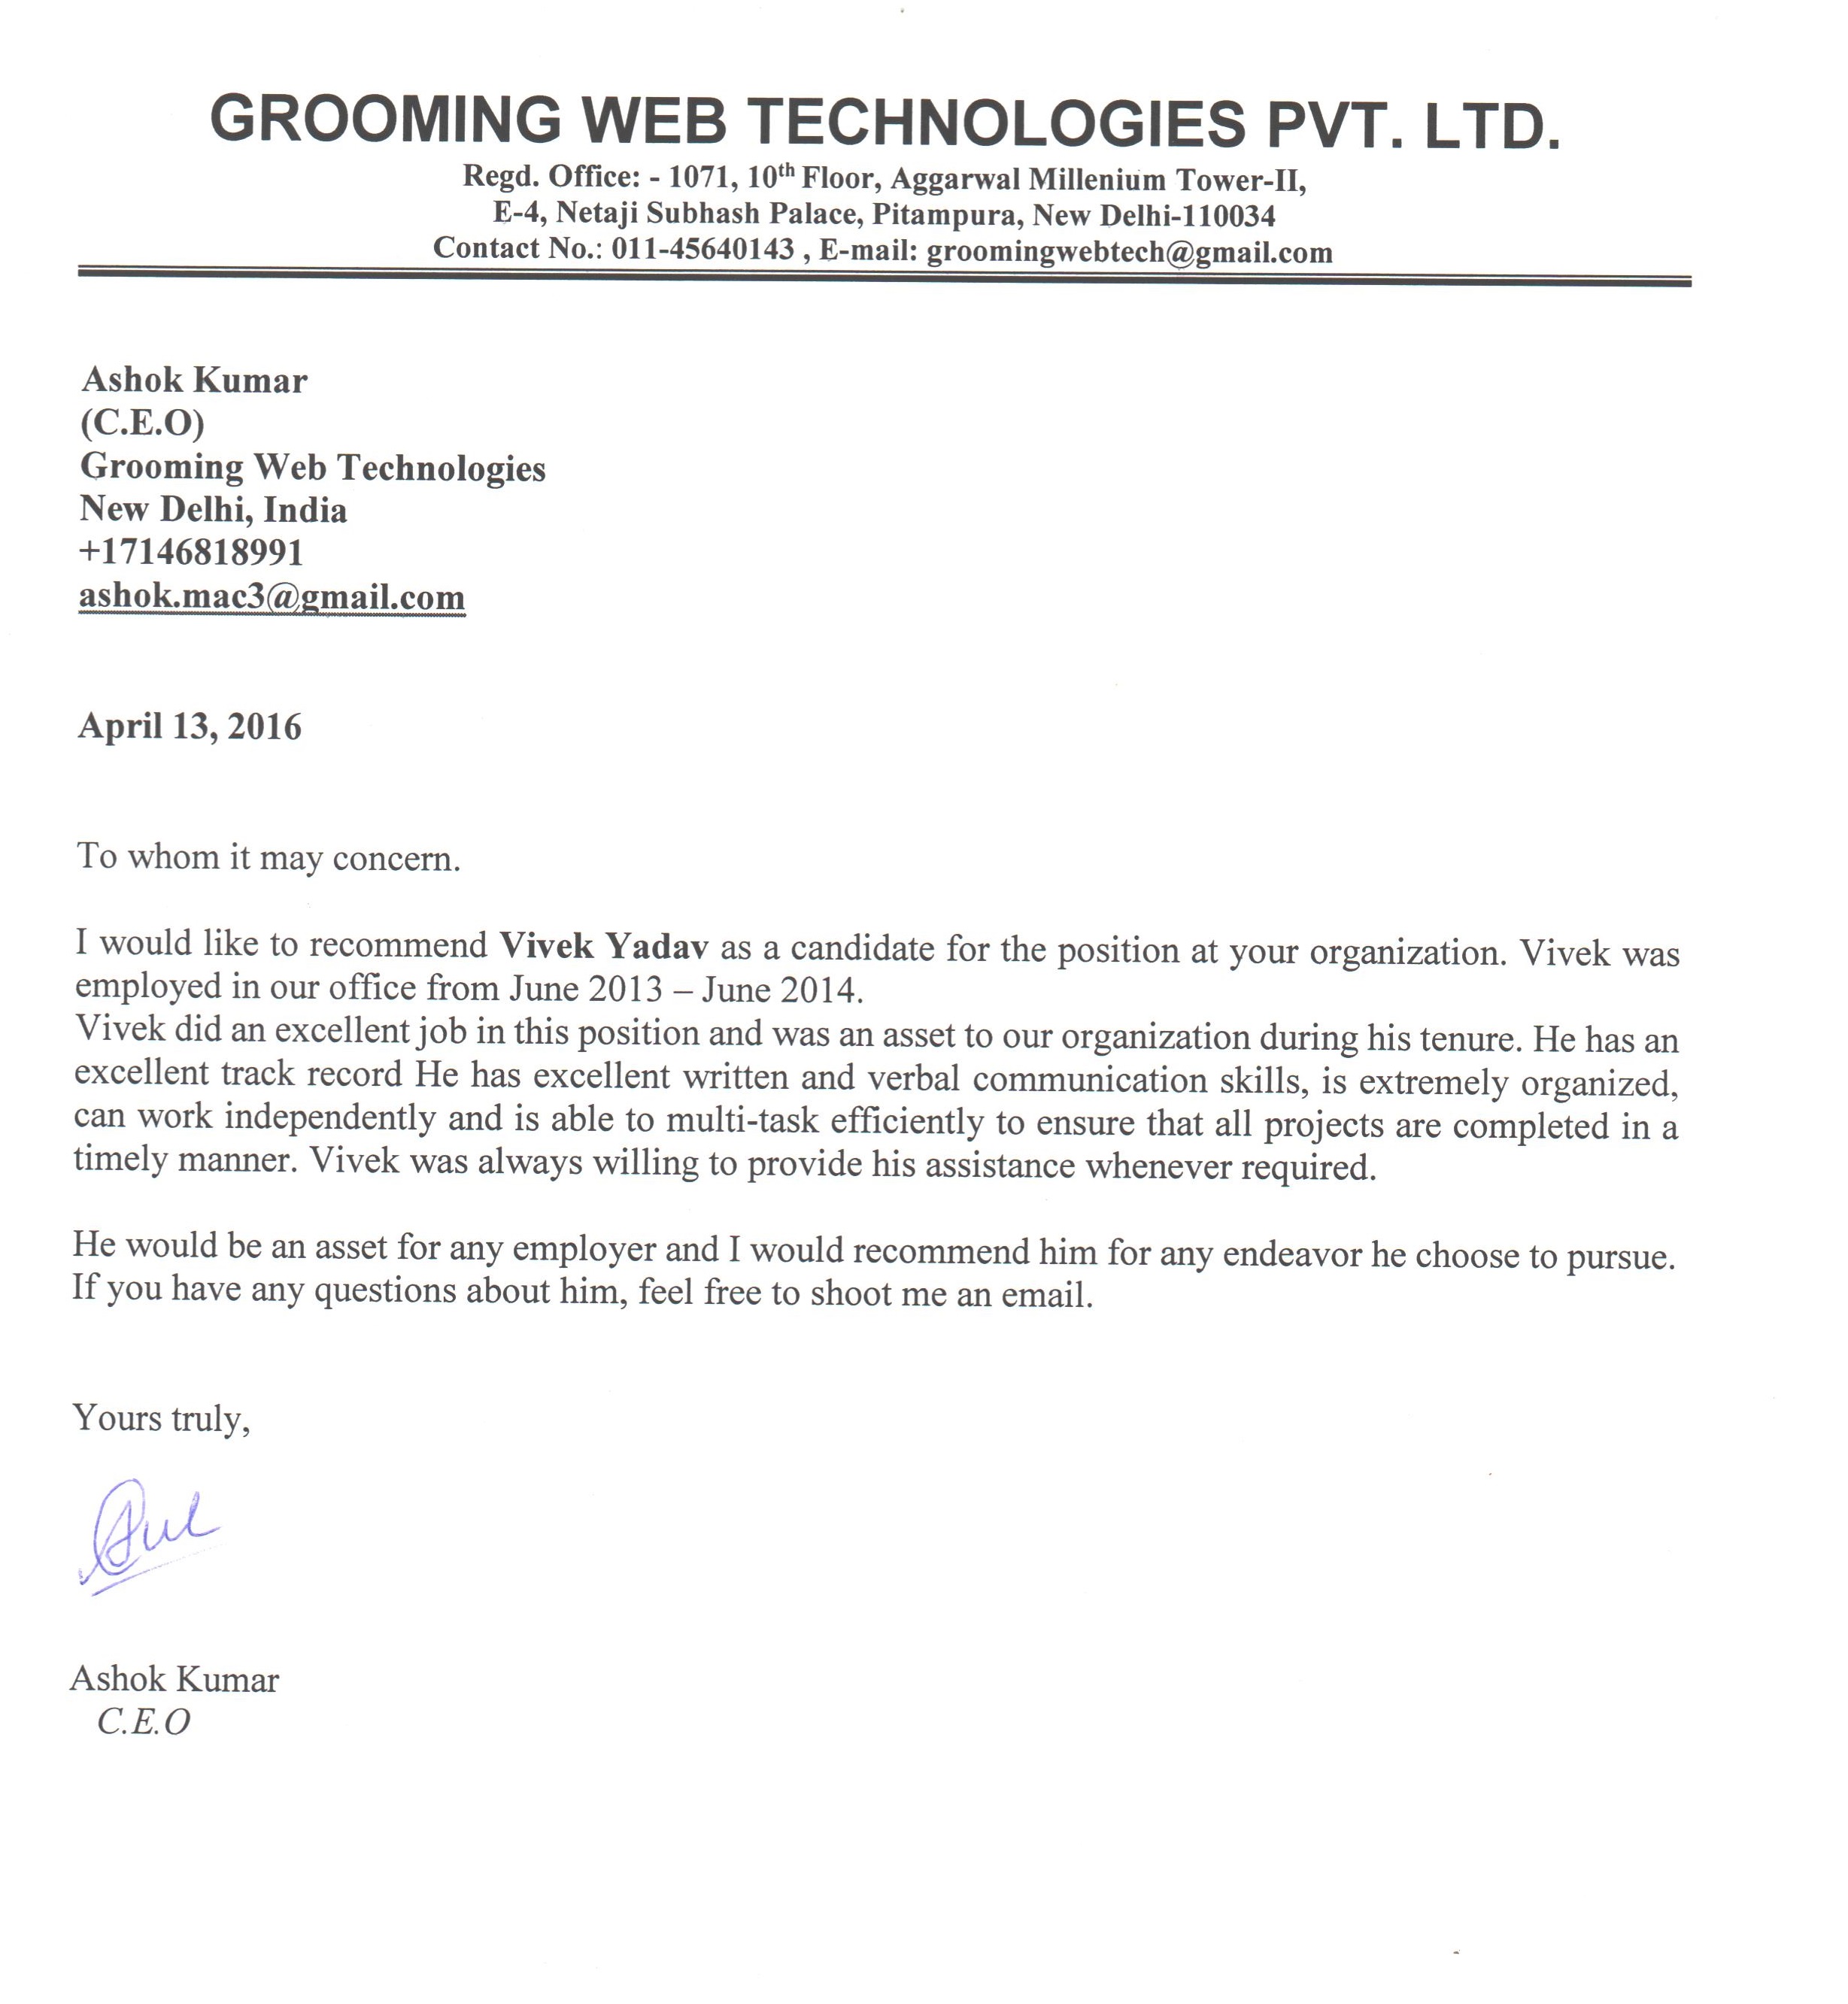 GROOMING WEB TECHNOLOGIES PVT. LTD.
Regd. Office: - 1071, 10th Floor, Aggarwal Millenium Tower-II,
E-4, Netaji Subhash Palace, Pitampura, New Delhi-110034
Contact No.: 011-45640143 , E-mail: groomingwebtech@gmail.com
Ashok Kumar
(C.E.O)
Grooming Web Technologies
New Delhi, India
+17146818991
ashok.mac3@gmail.com
April 13, 2016
To whom it may concern.
I would like to recommend Vivek Yadav as a candidate for the position at your organization. Vivek was
employed in our office from June 2013 – June 2014.
Vivek did an excellent job in this position and was an asset to our organization during his tenure. He has an
excellent track record He has excellent written and verbal communication skills, is extremely organized,
can work independently and is able to multi-task efficiently to ensure that all projects are completed in a
timely manner. Vivek was always willing to provide his assistance whenever required.
He would be an asset for any employer and I would recommend him for any endeavor he choose to pursue.
If you have any questions about him, feel free to shoot me an email.
Yours truly,
Ashok Kumar
C.E.O